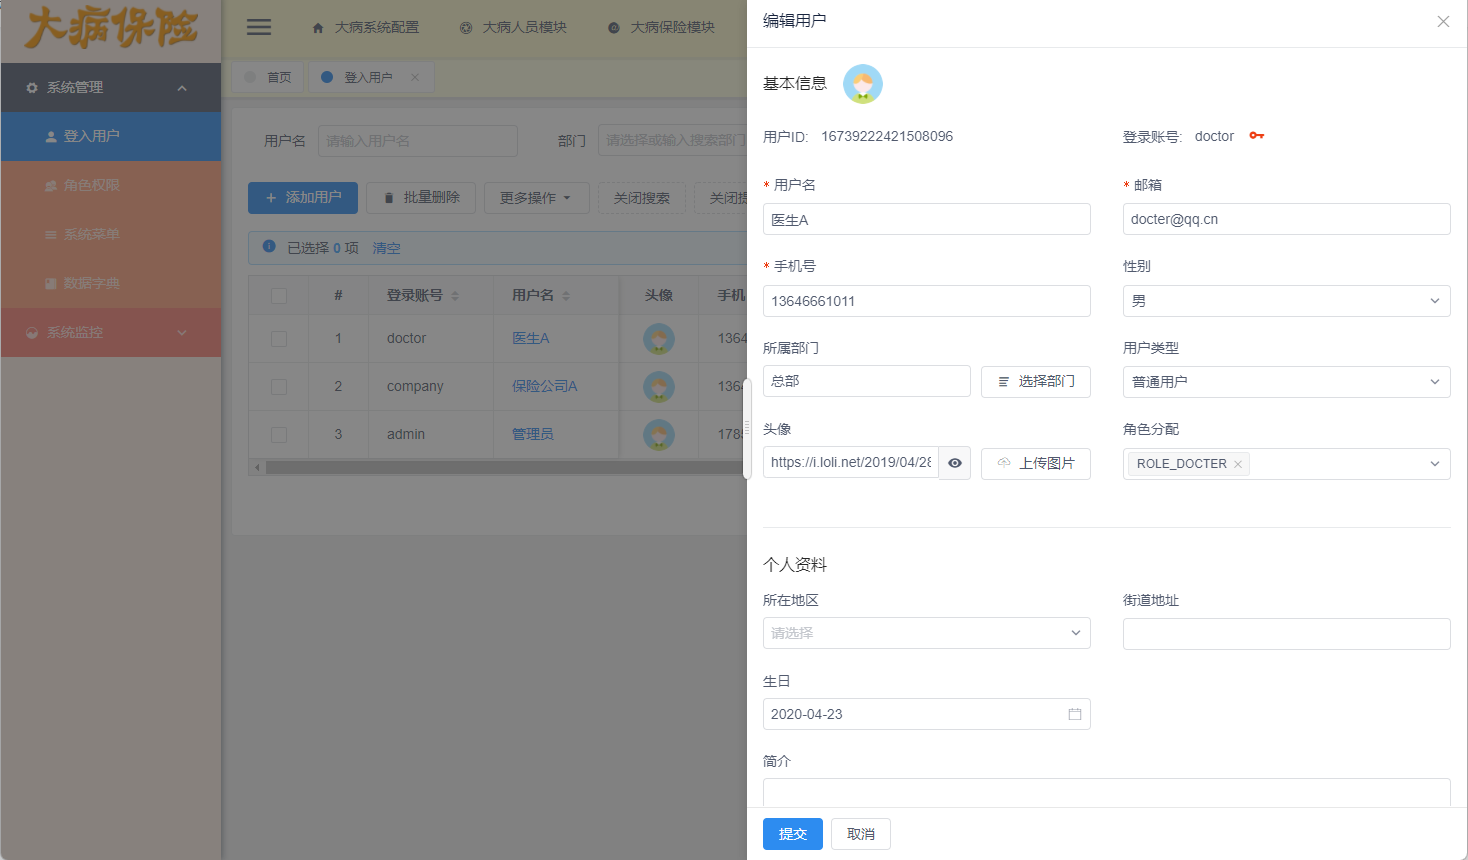 大病保险
系统管理
登入用户
角色权限
系统菜单
数据字典
系统监控
大病系统配置
大病人员模块
大病保险模块
首页
登入用户
用户名 请输入用户名 部门 请选择或输入搜索部门
添加用户 批量删除 更多操作 关闭搜索
已选择 0 项 清空
# 登录账号 用户名 头像 手机
1 doctor 医生A 1364
2 company 保险公司A
3 admin 管理员
编辑用户
基本信息
用户ID: 16739222421508096 登录账号: doctor
* 用户名 * 邮箱
医生A docter@qq.cn
* 手机号 性别
13646661011 男
所属部门 用户类型
总部 选择部门 普通用户
头像 角色分配
https://i.loli.net/2019/04/28 上传图片 ROLE_DOCTER
个人资料
所在地区 街道地址
请选择
生日
2020-04-23
简介
提交 取消